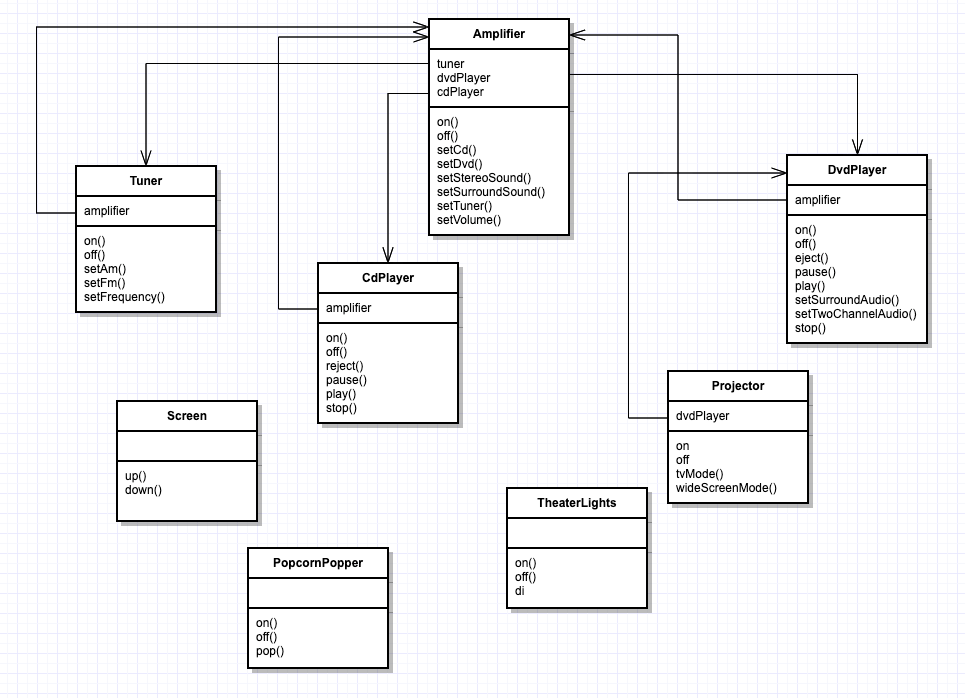 Amplifier
tuner
dvdPlayer
cdPlayer
on()
off()
setCd()
setDvd()
setStereoSound()
setSurroundSound()
setTuner()
setVolume()
Tuner
amplifier
on()
off()
setAm()
setFm()
setFrequency()
DvdPlayer
amplifier
on()
off()
eject()
pause()
play()
setSurroundAudio()
setTwoChannelAudio()
stop()
CdPlayer
amplifier
on()
off()
reject()
pause()
play()
stop()
Projector
dvdPlayer
on
off
tvMode()
wideScreenMode()
Screen
up()
down()
TheaterLights
on()
off()
di
PopcornPopper
on()
off()
pop()